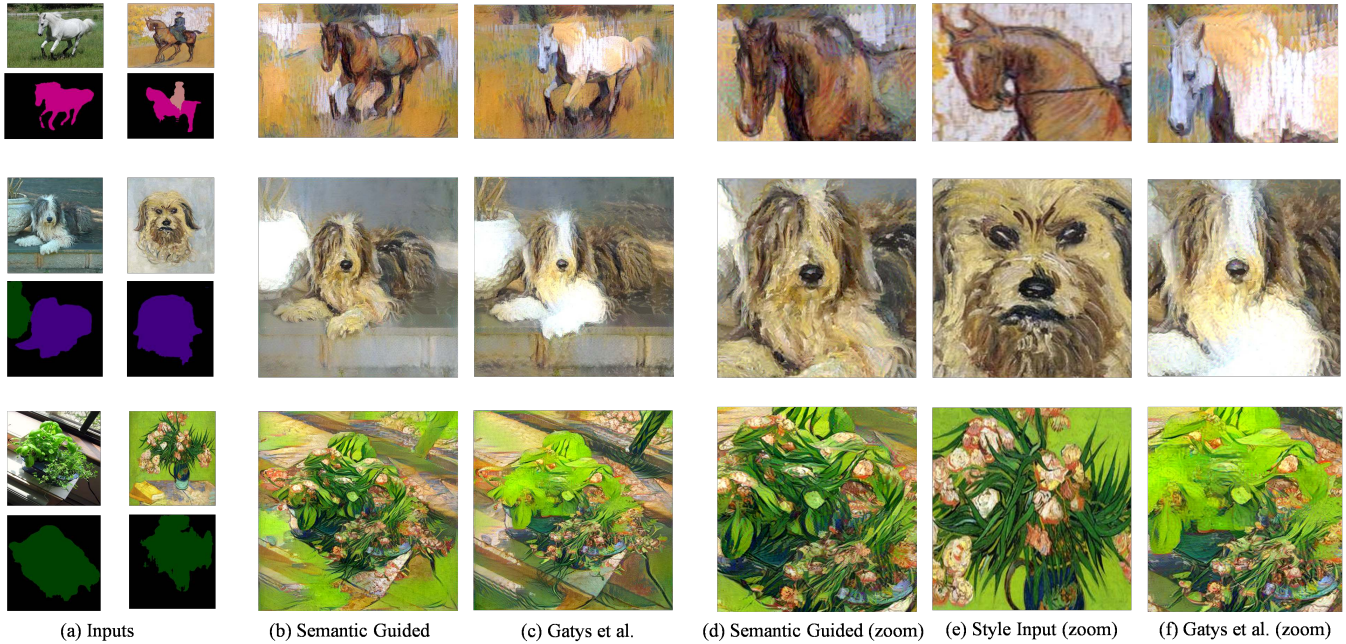 (a) Inputs
(b) Semantic Guided
(c) Gatys et al.
(d) Semantic Guided (zoom)
(e) Style Input (zoom)
(f) Gatys et al. (zoom)